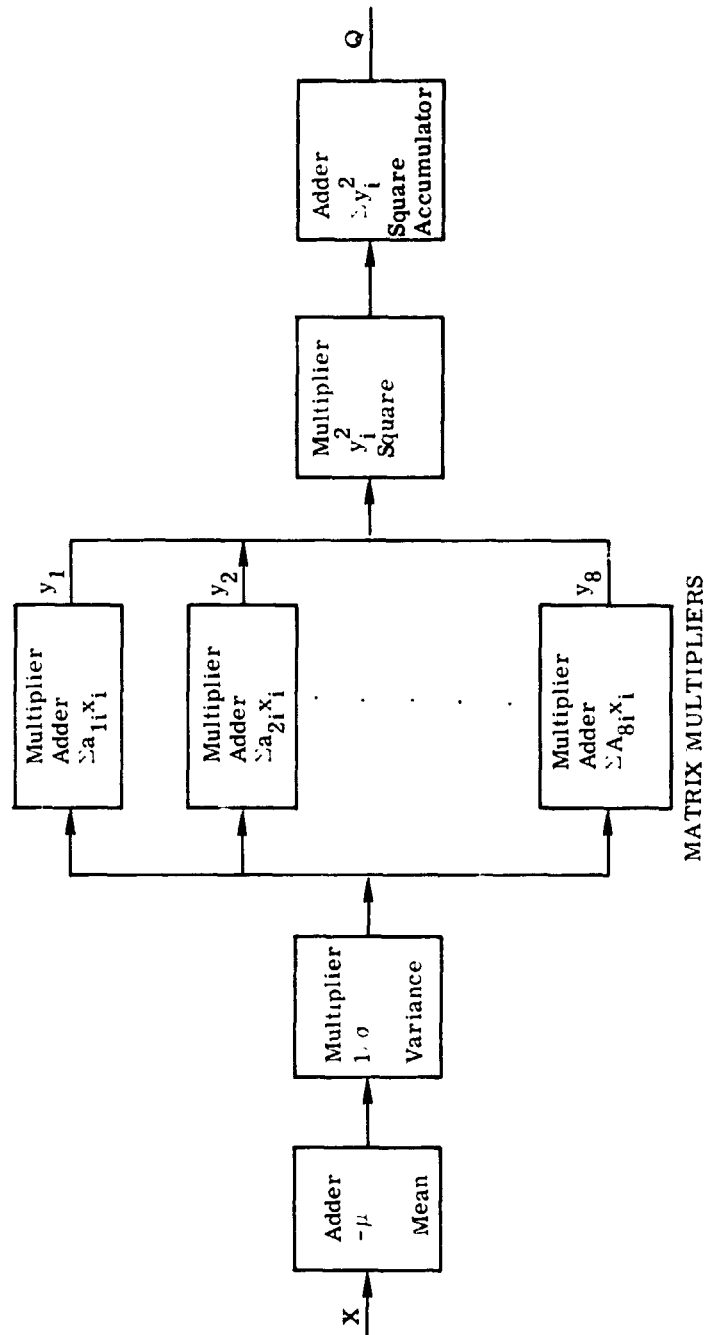 X
Adder
-μ
Mean
Multiplier
1/σ
Variance
Multiplier
Adder
Σa₁ᵢxᵢ
y₁
Multiplier
Adder
Σa₂ᵢxᵢ
y₂
. . . . .
Multiplier
Adder
ΣA₈ᵢxᵢ
y₈
MATRIX MULTIPLIERS
Multiplier
yᵢ²
Square
Adder
Σyᵢ²
Square
Accumulator
Q